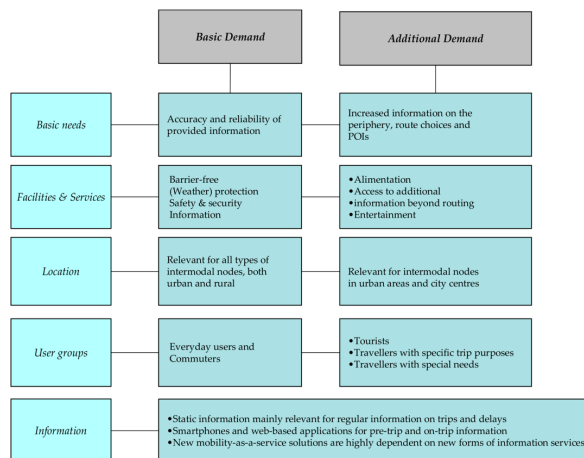 Basic Demand
Additional Demand
Basic needs
Accuracy and reliability of
provided information
Increased information on the
periphery, route choices and
POIs
Facilities & Services
Barrier-free
(Weather) protection
Safety & security
Information
•Alimentation
•Access to additional
•information beyond routing
•Entertainment
Location
Relevant for all types of
intermodal nodes, both
urban and rural
Relevant for intermodal nodes
in urban areas and city centres
User groups
Everyday users and
Commuters
•Tourists
•Travellers with specific trip purposes
•Travellers with special needs
Information
•Static information mainly relevant for regular information on trips and delays
•Smartphones and web-based applications for pre-trip and on-trip information
•New mobility-as-a-service solutions are highly dependent on new forms of information services